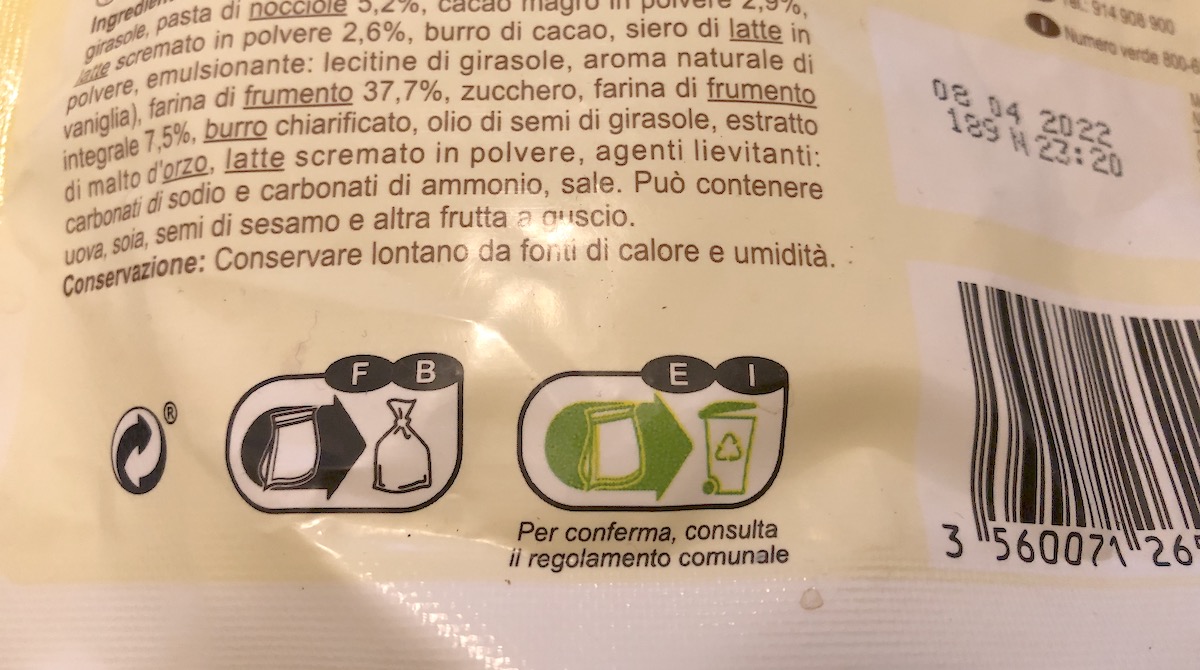 girasole, pasta di nocciole 5,2%, cacao magro in polvere 2,9%,
latte scremato in polvere 2,6%, burro di cacao, siero di latte in
polvere, emulsionante: lecitine di girasole, aroma naturale di
vaniglia), farina di frumento 37,7%, zucchero, farina di frumento
integrale 7,5%, burro chiarificato, olio di semi di girasole, estratto
di malto d'orzo, latte scremato in polvere, agenti lievitanti:
carbonati di sodio e carbonati di ammonio, sale. Può contenere
uova, soia, semi di sesamo e altra frutta a guscio.
Conservazione: Conservare lontano da fonti di calore e umidità.
914 908 900
I Numero verde 800-6
08 04 2022
189 N 23:20
F B
E I
®
Per conferma, consulta
il regolamento comunale
3 560071 265